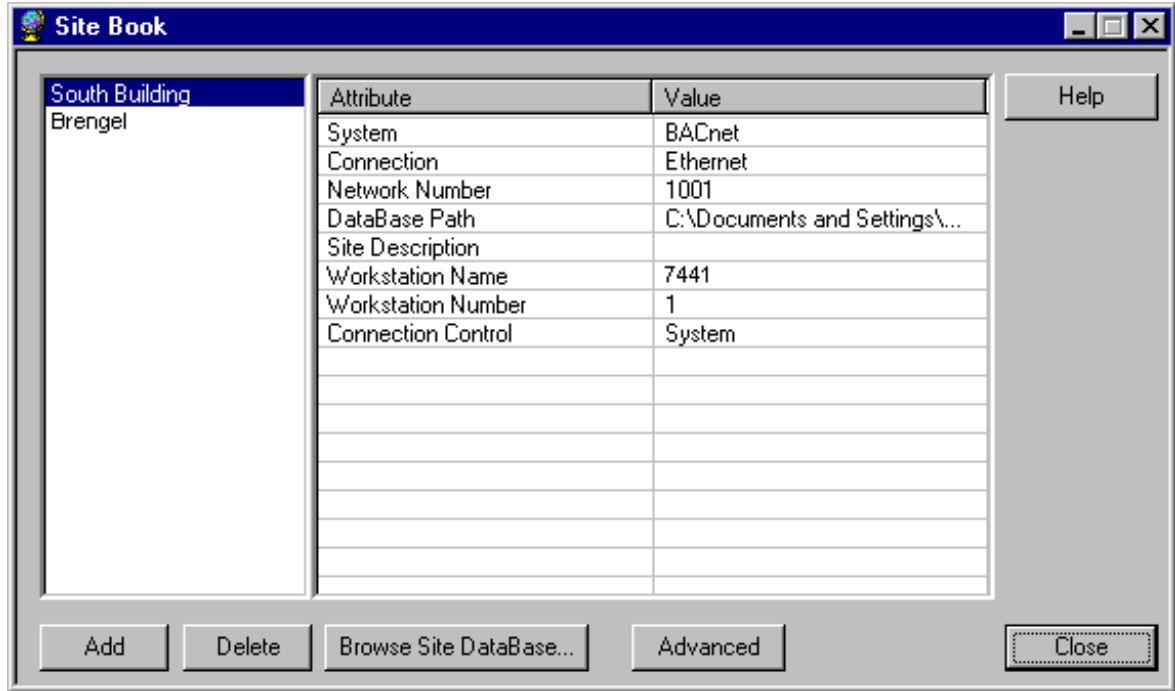 Site Book
South Building
Brengel
Attribute Value
System BACnet
Connection Ethernet
Network Number 1001
DataBase Path C:\Documents and Settings\...
Site Description
Workstation Name 7441
Workstation Number 1
Connection Control System
Help
Add Delete Browse Site DataBase... Advanced Close